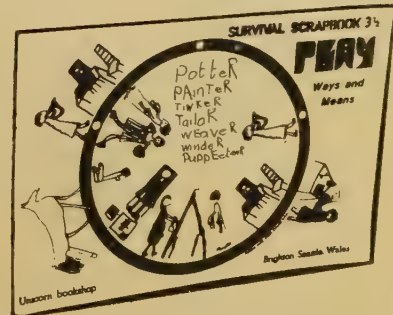 SURVIVAL SCRAPBOOK 3½
PLAY
Ways and
Means
PottER
PAinteR
TinkeR
TailoR
WEaveR
WindeR
PuppEteer
Unicorn bookshop
Brighton Seattle Wales